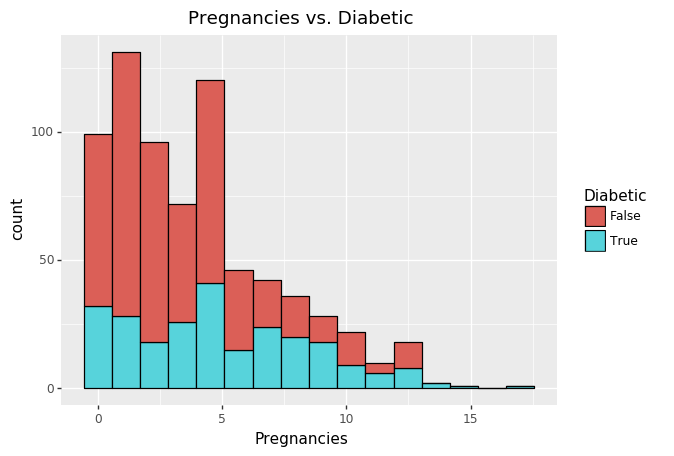 Pregnancies vs. Diabetic
100
50
0
count
0 5 10 15
Pregnancies
Diabetic
False
True